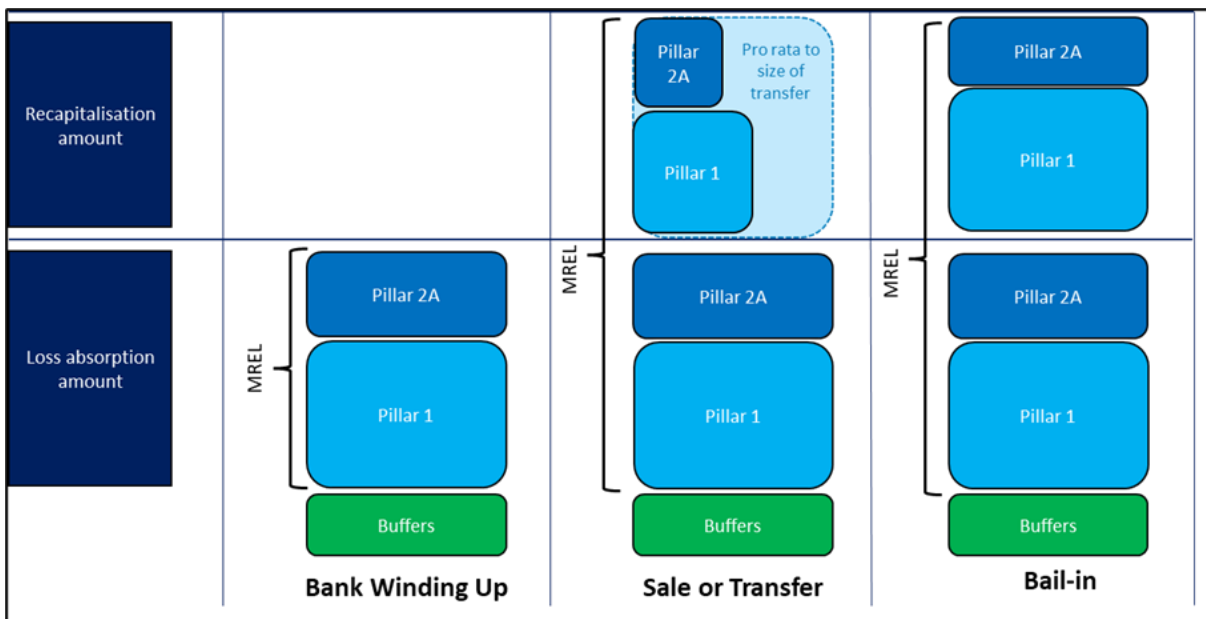 Recapitalisation
amount
Pillar
2A
Pro rata to
size of
transfer
Pillar 1
MREL
Pillar 2A
Pillar 1
MREL
Loss absorption
amount
MREL
Pillar 2A
Pillar 1
Buffers
Bank Winding Up
Pillar 2A
Pillar 1
Buffers
Sale or Transfer
Pillar 2A
Pillar 1
Buffers
Bail-in